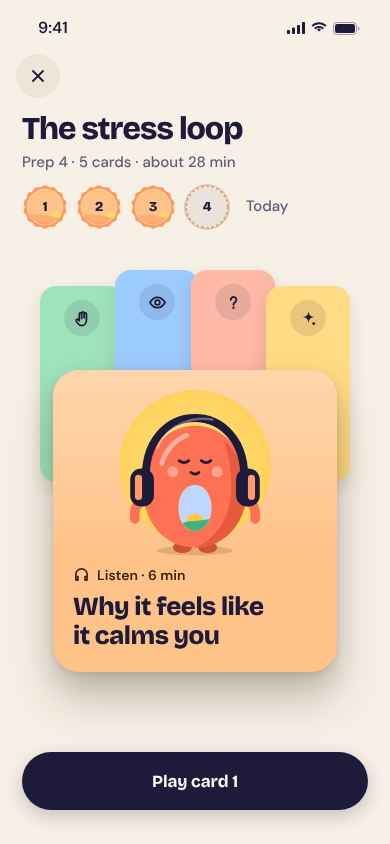 9:41
The stress loop
Prep 4 · 5 cards · about 28 min
1 2 3 4 Today
?
Listen · 6 min
Why it feels like
it calms you
Play card 1